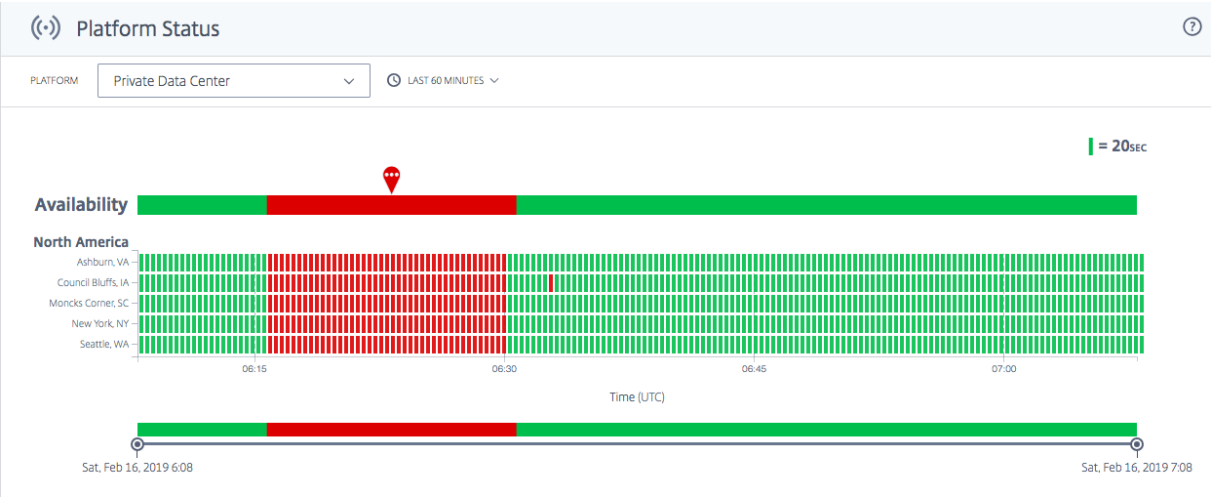 Platform Status
?
PLATFORM Private Data Center LAST 60 MINUTES
= 20SEC
Availability
North America
Ashburn, VA
Council Bluffs, IA
Moncks Corner, SC
New York, NY
Seattle, WA
06:15 06:30 06:45 07:00
Time (UTC)
Sat, Feb 16, 2019 6:08 Sat, Feb 16, 2019 7:08